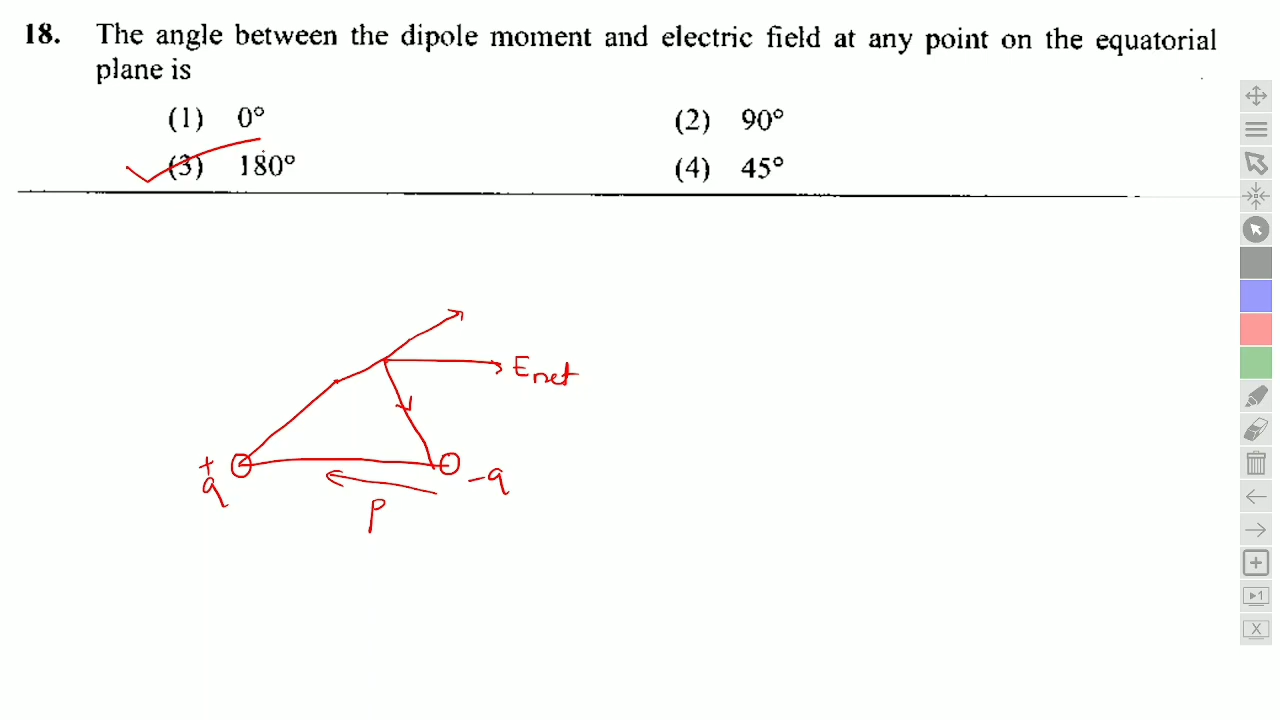 18. The angle between the dipole moment and electric field at any point on the equatorial
plane is
(1) 0° (2) 90°
(3) 180° (4) 45°
E net
+
q
-q
P